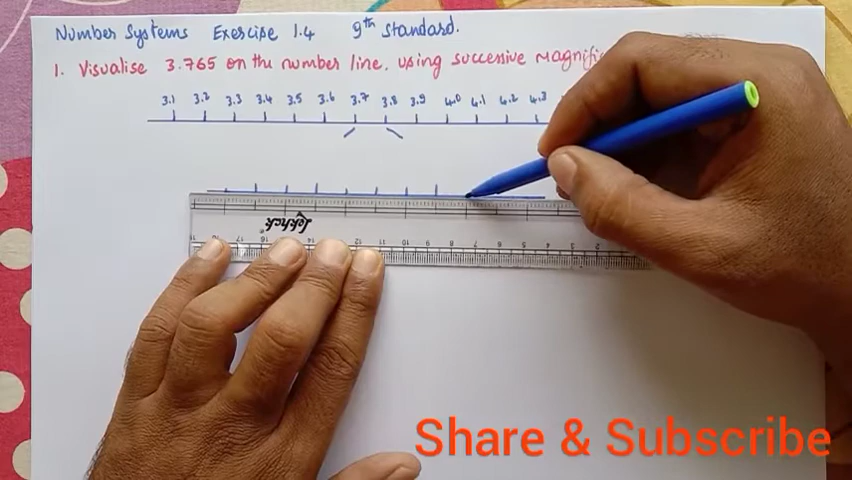 Number Systems Exercise 1.4 9th Standard.
1. Visualise 3.765 on the number line, using successive
3.1 3.2 3.3 3.4 3.5 3.6 3.7 3.8 3.9 4.0 4.1 4.2 4.3
Share & Subscribe